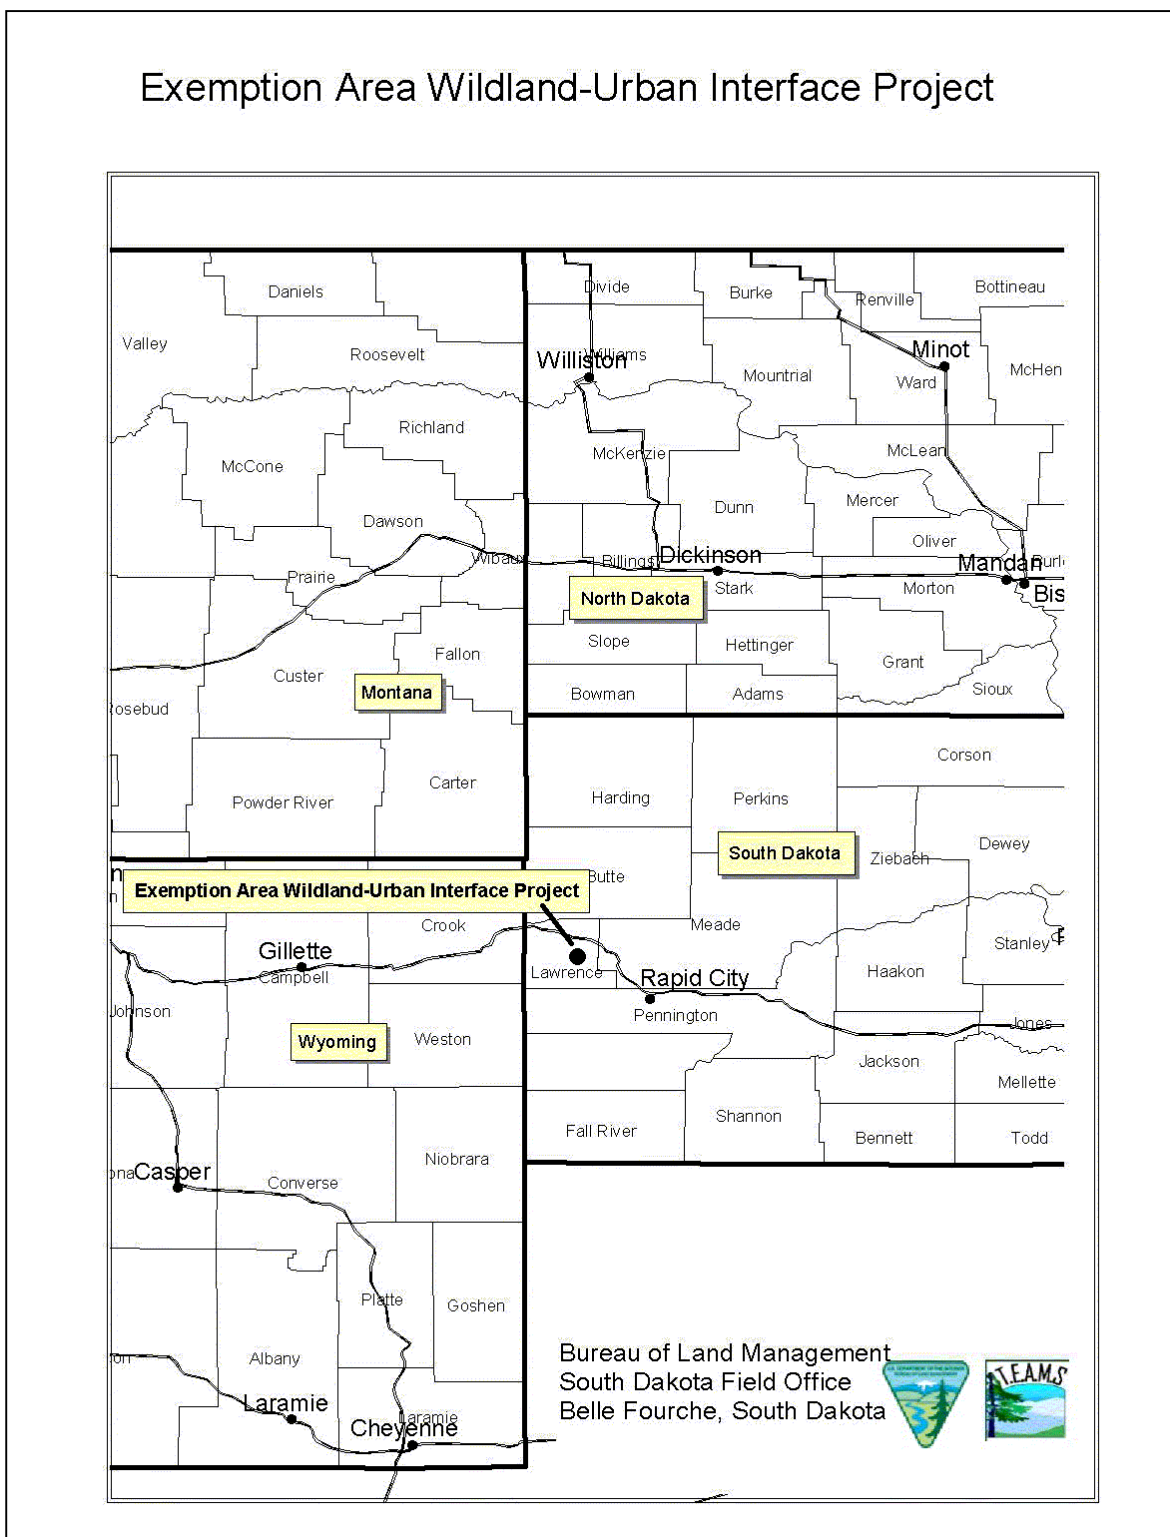 Exemption Area Wildland-Urban Interface Project
Daniels
Divide
Burke
Renville
Bottineau
Valley
Roosevelt
Williston
Williams
Minot
Mountrial
Ward
McHen
Richland
McCone
McKenzie
McLean
Dawson
Dunn
Mercer
Oliver
Wibaux
Billings
Dickinson
Mandan
Burl
Prairie
North Dakota
Stark
Morton
Bis
Slope
Hettinger
Fallon
Grant
Custer
Montana
Bowman
Adams
Sioux
osebud
Corson
Carter
Powder River
Harding
Perkins
South Dakota
Ziebach
Dewey
n
n
Exemption Area Wildland-Urban Interface Project
Butte
Crook
Meade
Stanley
Gillette
Campbell
Lawrence
Rapid City
Haakon
Johnson
Pennington
Jones
Wyoming
Weston
Jackson
Mellette
Shannon
Fall River
Bennett
Todd
Niobrara
ona
Casper
Converse
Platte
Goshen
Albany
on
Laramie
Laramie
Cheyenne
Bureau of Land Management
South Dakota Field Office
Belle Fourche, South Dakota
T.E.A.M.S